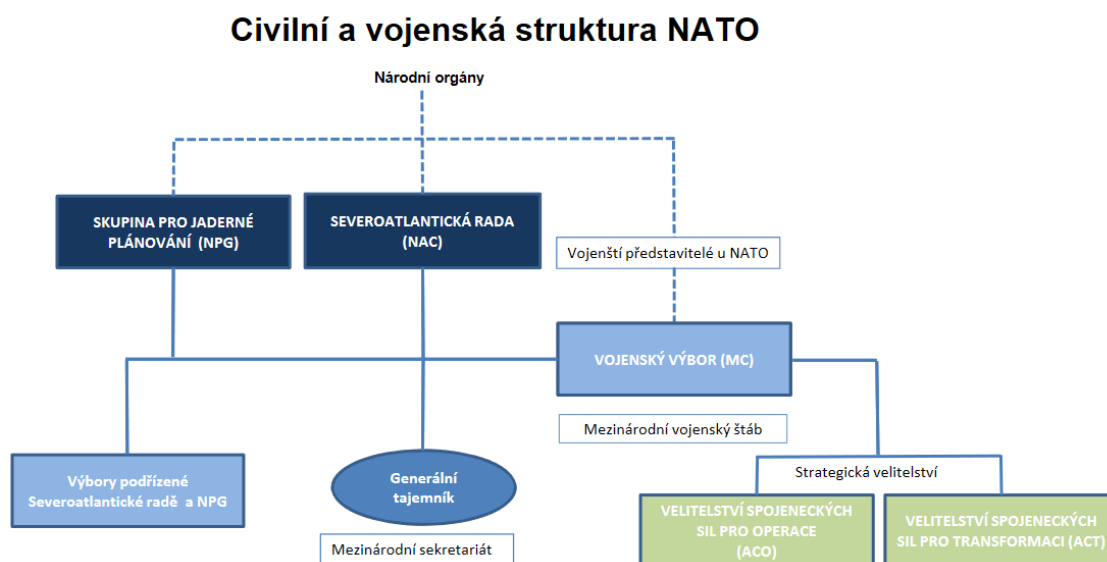 Civilní a vojenská struktura NATO
Národní orgány
SKUPINA PRO JADERNÉ
PLÁNOVÁNÍ (NPG)
SEVEROATLANTICKÁ RADA
(NAC)
Vojenští představitelé u NATO
VOJENSKÝ VÝBOR (MC)
Mezinárodní vojenský štáb
Výbory podřízené
Severoatlantické radě a NPG
Generální
tajemník
Mezinárodní sekretariát
Strategická velitelství
VELITELSTVÍ SPOJENECKÝCH
SIL PRO OPERACE
(ACO)
VELITELSTVÍ SPOJENECKÝCH
SIL PRO TRANSFORMACI (ACT)